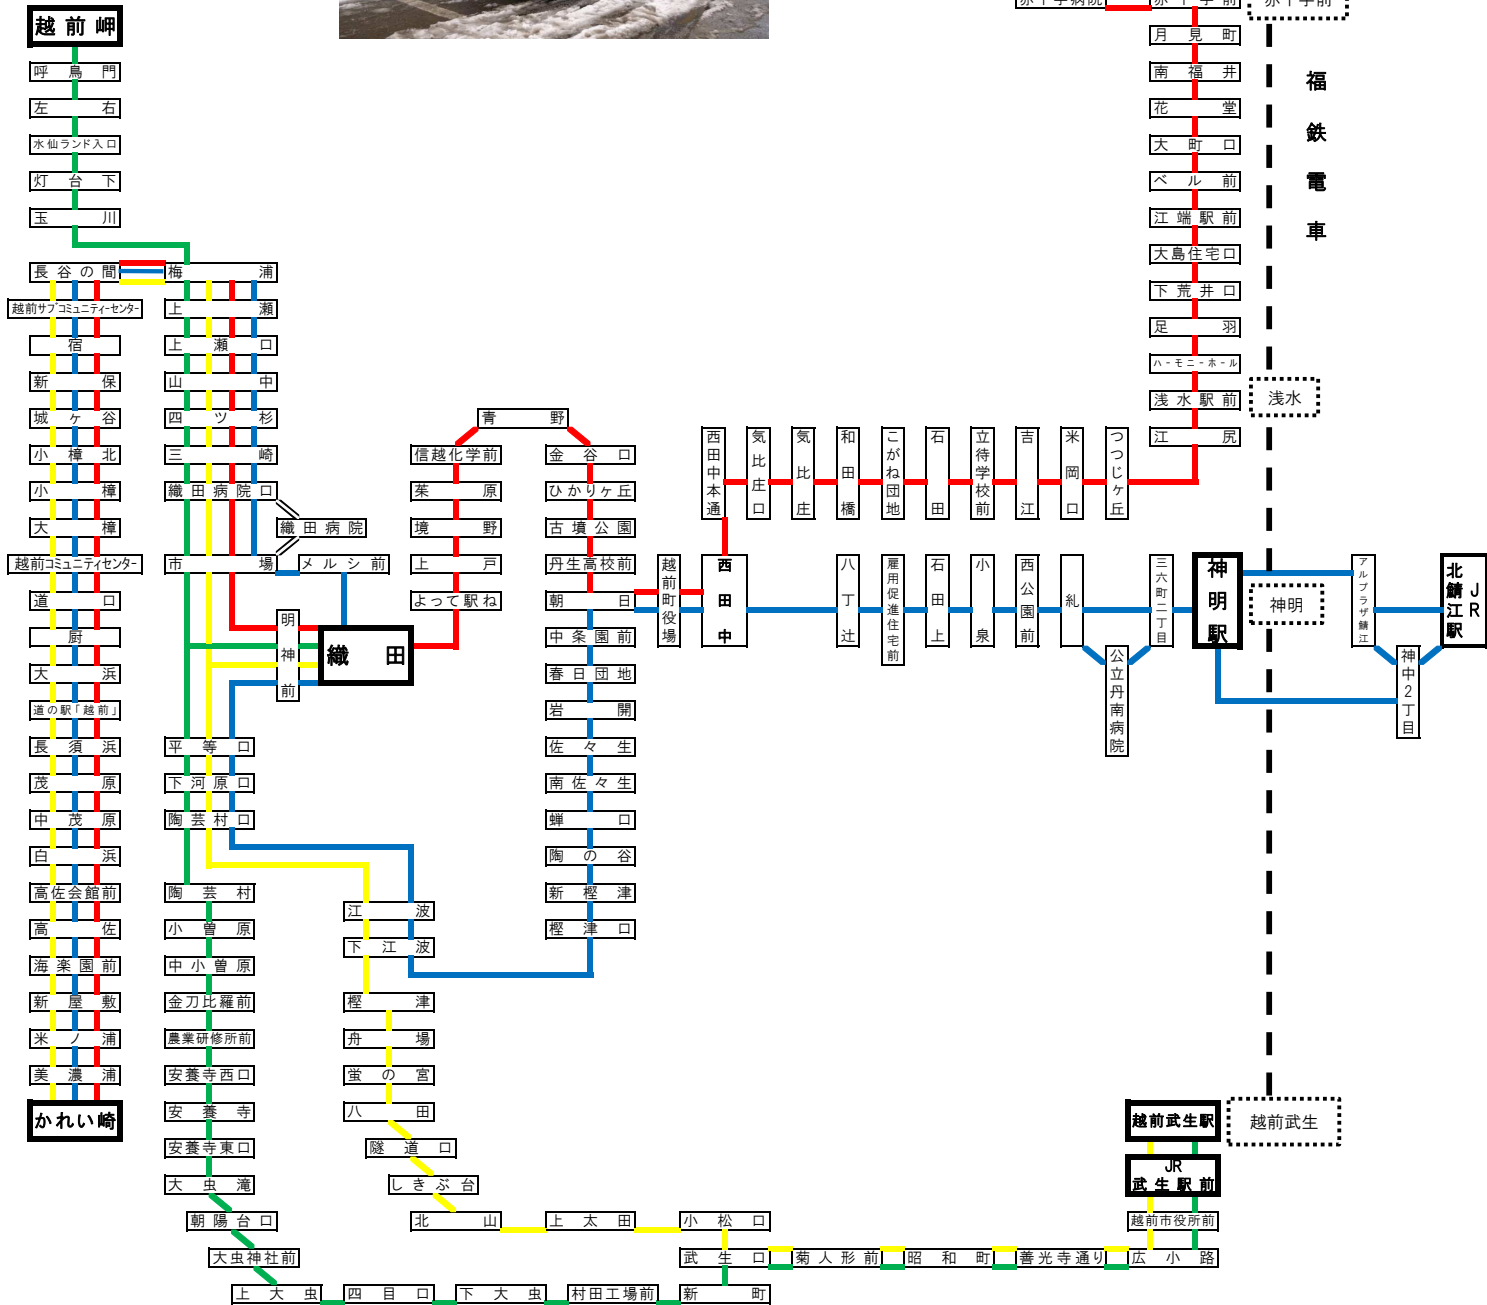 越前岬
呼鳥門
左右
水仙ランド入口
灯台下
玉川
長谷の間
越前サブコミュニティーセンター
宿
新保
城ヶ谷
小樟北
小樟
大樟
越前コミュニティセンター
道口
厨
大浜
道の駅「越前」
長須浜
茂原
中茂原
白浜
高佐会館前
高佐
海楽園前
新屋敷
米ノ浦
美濃浦
かれい崎
梅浦
上瀬
上瀬口
山中
四ツ杉
三崎
織田病院口
織田病院
市場
メルシ前
明神前
織田
平等口
下河原口
陶芸村口
陶芸村
小曽原
中小曽原
金刀比羅前
農業研修所前
安養寺西口
安養寺
安養寺東口
大虫滝
朝陽台口
大虫神社前
上大虫
四目口
下大虫
村田工場前
新町
江波
下江波
樫津
舟場
蛍の宮
八田
隧道口
しきぶ台
北山
上太田
小松口
武生口
菊人形前
昭和町
善光寺通り
広小路
越前市役所前
JR
武生駅前
越前武生駅
越前武生
青野
信越化学前
茱原
境野
上戸
よって駅ね
金谷口
ひかりヶ丘
古墳公園
丹生高校前
朝日
中条園前
春日団地
岩開
佐々生
南佐々生
蝉口
陶の谷
新樫津
樫津口
越前町役場
西田中
西田中本通
気比庄口
気比庄
和田橋
こがね団地
石田
立待学校前
吉江
米岡口
つつじヶ丘
八丁辻
雇用促進住宅前
石田上
小泉
西公園前
糺
公立丹南病院
三六町二丁目
神明駅
神明
アルプラザ鯖江
神中2丁目
JR
北鯖江駅
赤十字病院
赤十字前
赤十字前
月見町
南福井
花堂
大町口
ベル前
江端駅前
大島住宅口
下荒井口
足羽
ハーモニーホール
浅水駅前
江尻
浅水
福鉄電車